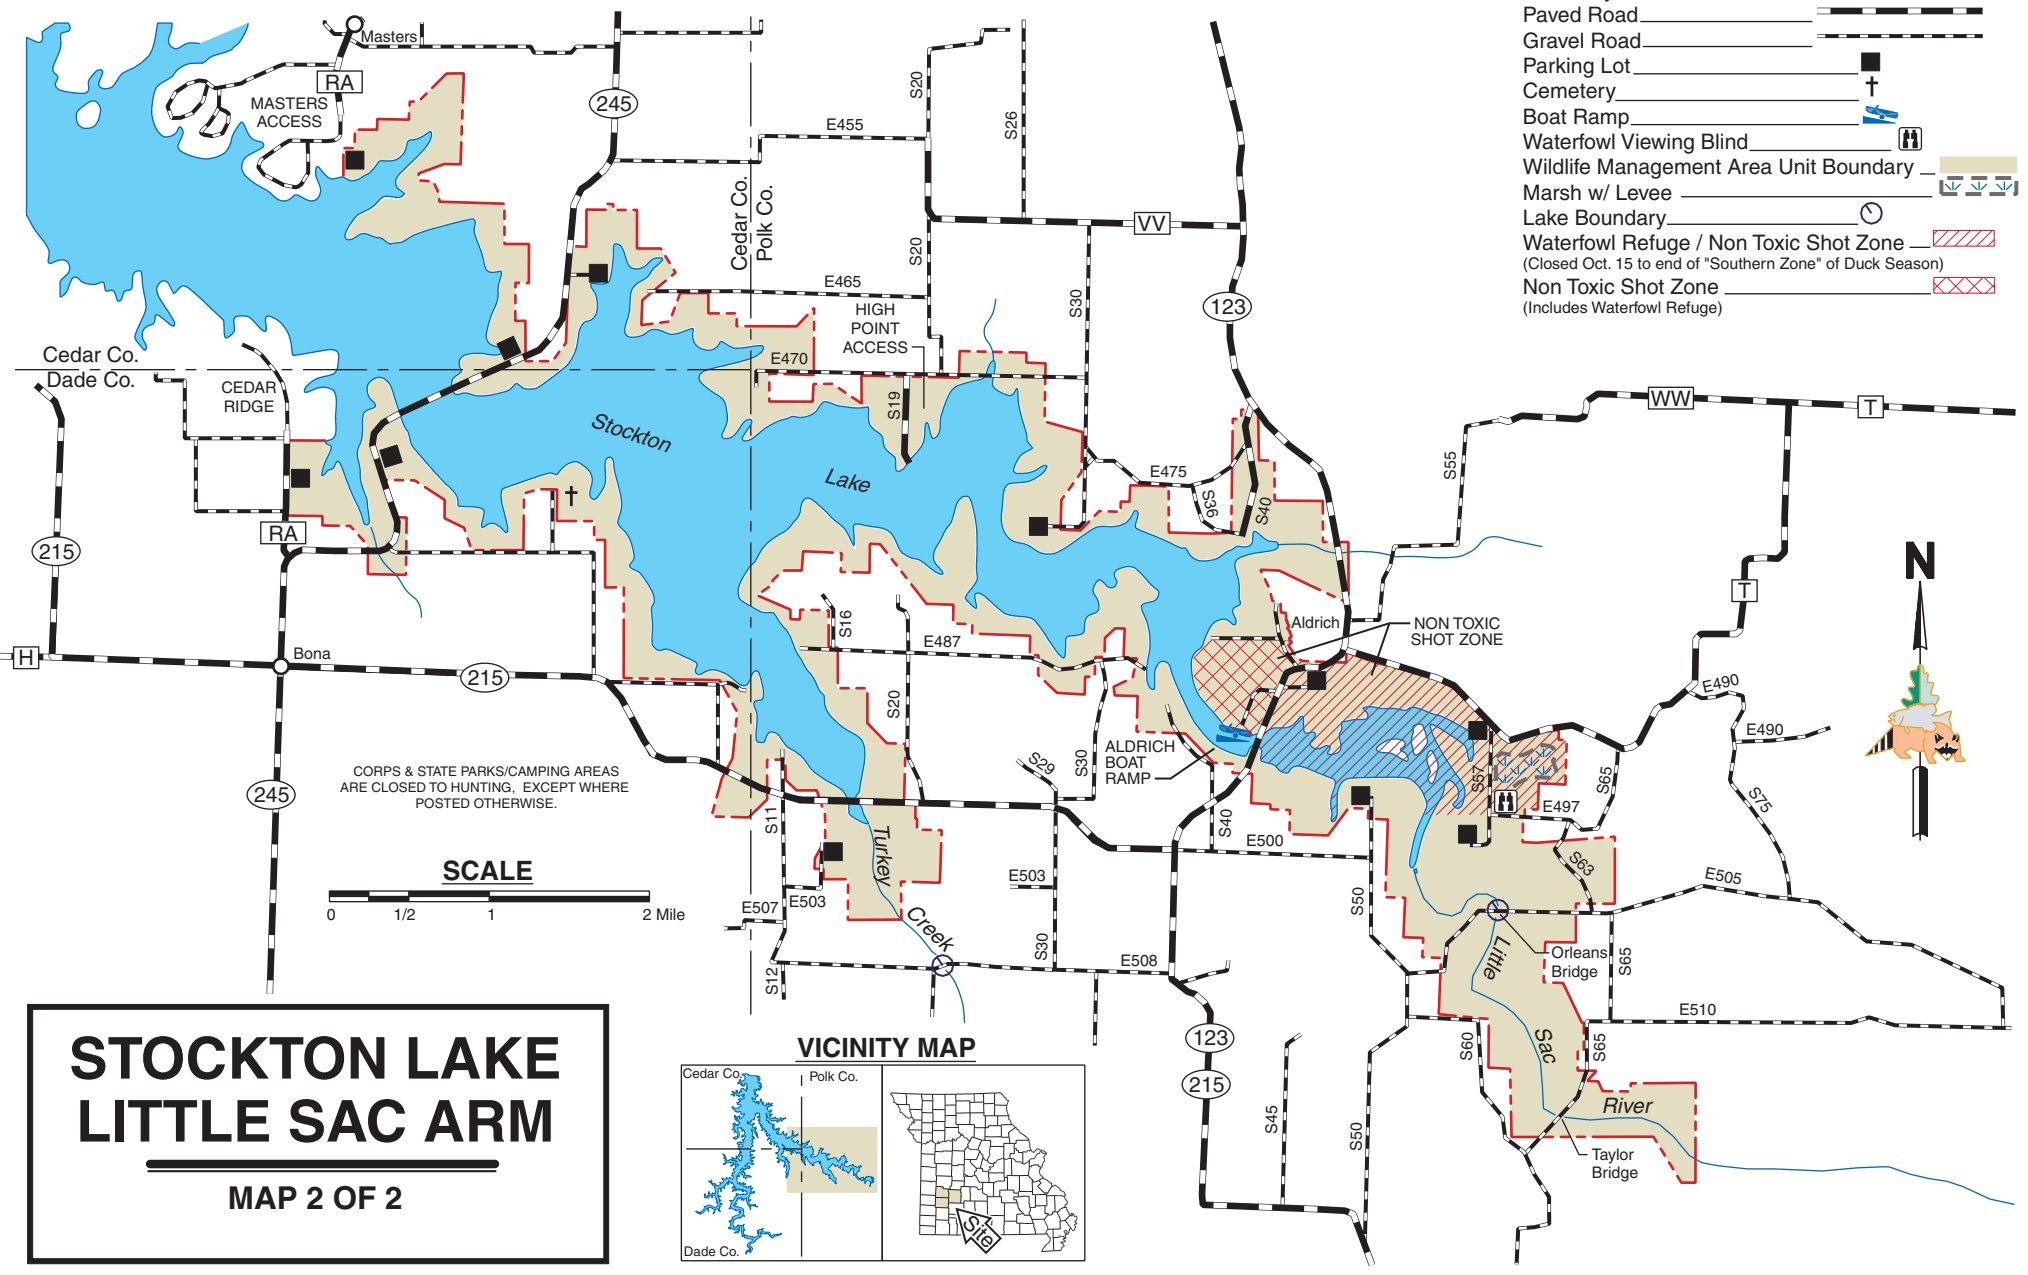 Paved Road
Gravel Road
Parking Lot
Cemetery
Boat Ramp
Waterfowl Viewing Blind
Wildlife Management Area Unit Boundary
Marsh w/ Levee
Lake Boundary
Waterfowl Refuge / Non Toxic Shot Zone
(Closed Oct. 15 to end of "Southern Zone" of Duck Season)
Non Toxic Shot Zone
(Includes Waterfowl Refuge)
Masters
RA
MASTERS
ACCESS
245
S20
S26
E455
Cedar Co.
Polk Co.
VV
S20
E465
S30
123
HIGH
POINT
ACCESS
Cedar Co.
Dade Co.
CEDAR
RIDGE
E470
S19
WW
T
Stockton
Lake
E475
S36
S40
S55
RA
215
T
N
H
Bona
215
S16
E487
S20
Aldrich
NON TOXIC
SHOT ZONE
E490
E490
ALDRICH
BOAT
RAMP
S29
S30
S57
S65
S75
E497
CORPS & STATE PARKS/CAMPING AREAS
ARE CLOSED TO HUNTING, EXCEPT WHERE
POSTED OTHERWISE.
245
S11
S40
E500
Turkey
Creek
S63
SCALE
0
1/2
1
2 Mile
E503
E503
E505
S50
E507
S30
S12
E508
Orleans
Bridge
S65
Little
Sac
River
E510
S60
S65
123
215
S45
S50
Taylor
Bridge
STOCKTON LAKE
LITTLE SAC ARM
MAP 2 OF 2
VICINITY MAP
Cedar Co.
Polk Co.
Dade Co.
Site